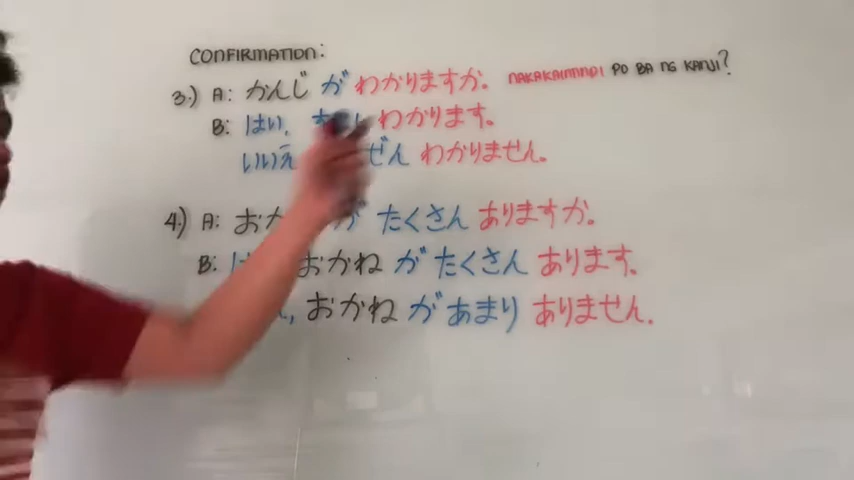 CONFIRMATION:
3.) A: かんじ が わかりますか。 NAKAKAIINTINDI PO BA NG KANJI?
B: はい, わかります。
いいえ ぜん わかりません。
4.) A: おか が たくさん ありますか。
B: おかね が たくさん あります。
おかね が あまり ありません.